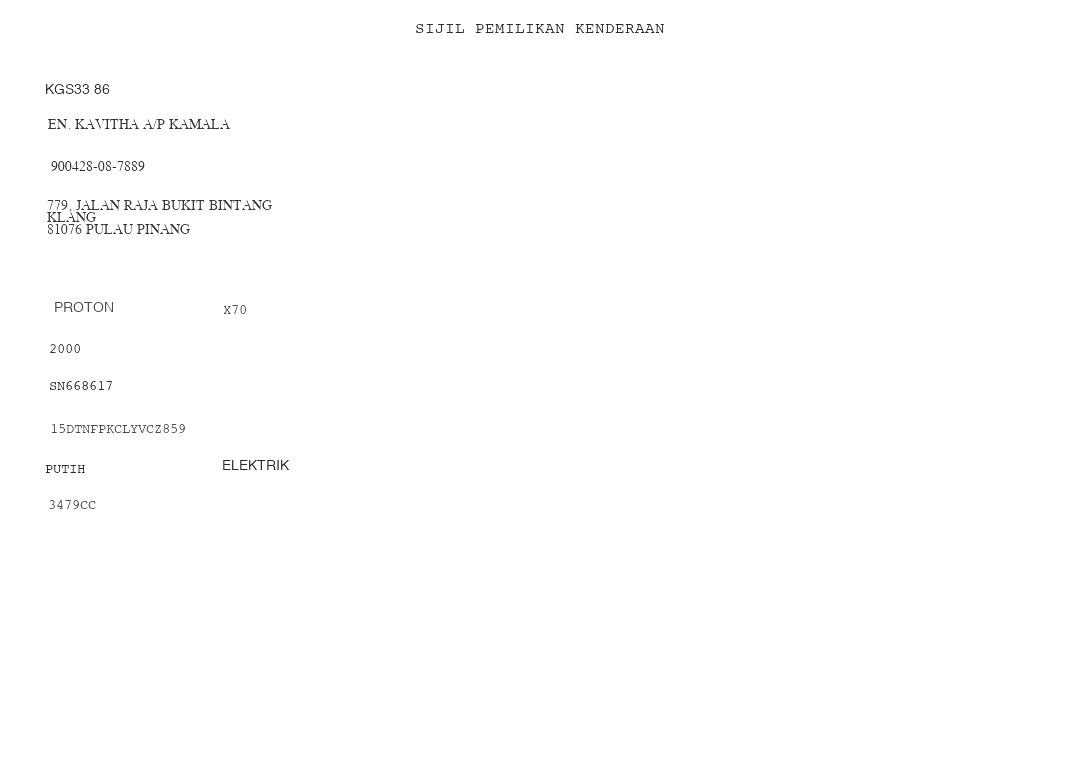 SIJIL PEMILIKAN KENDERAAN
KGS33 86
EN. KAVITHA A/P KAMALA
900428-08-7889
779, JALAN RAJA BUKIT BINTANG
KLANG
81076 PULAU PINANG
PROTON X70
2000
SN668617
15DTNFPKCLYVCZ859
PUTIH ELEKTRIK
3479CC